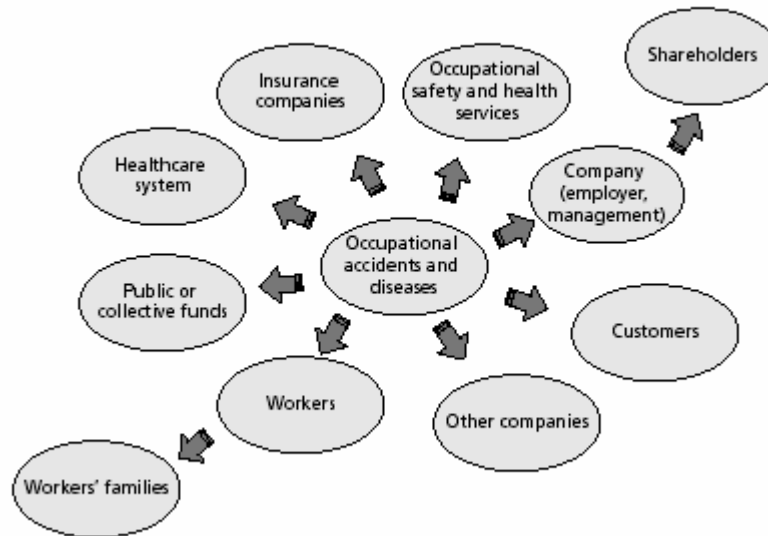 Shareholders
Insurance
companies
Occupational
safety and health
services
Healthcare
system
Company
(employer,
management)
Occupational
accidents and
diseases
Public or
collective funds
Customers
Workers
Other companies
Workers' families